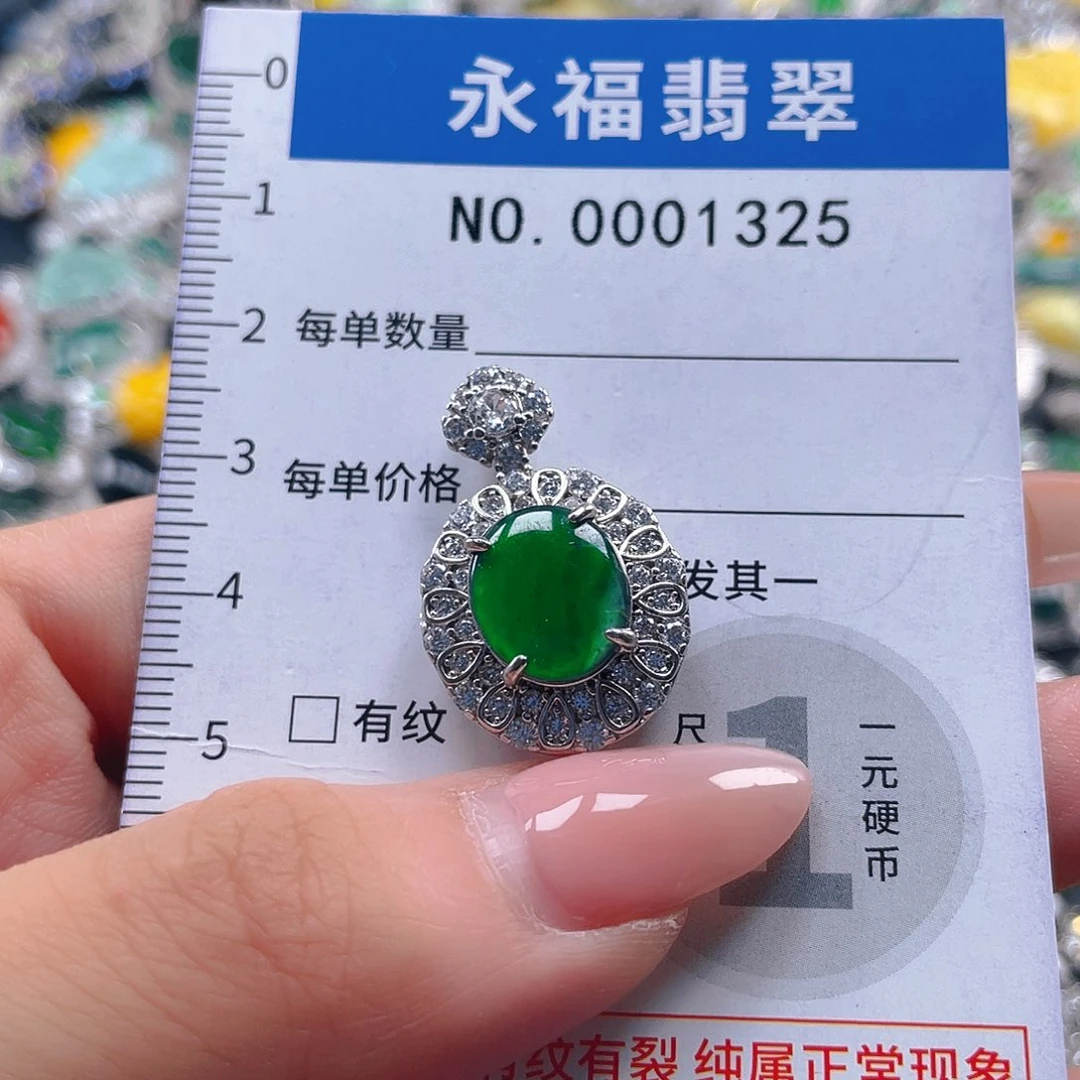 永福翡翠
NO. 0001325
0
1
2
3
4
5
每单数量
每单价格
发其一
有纹
尺
1
一元硬币
纹有裂 纯属正常现象